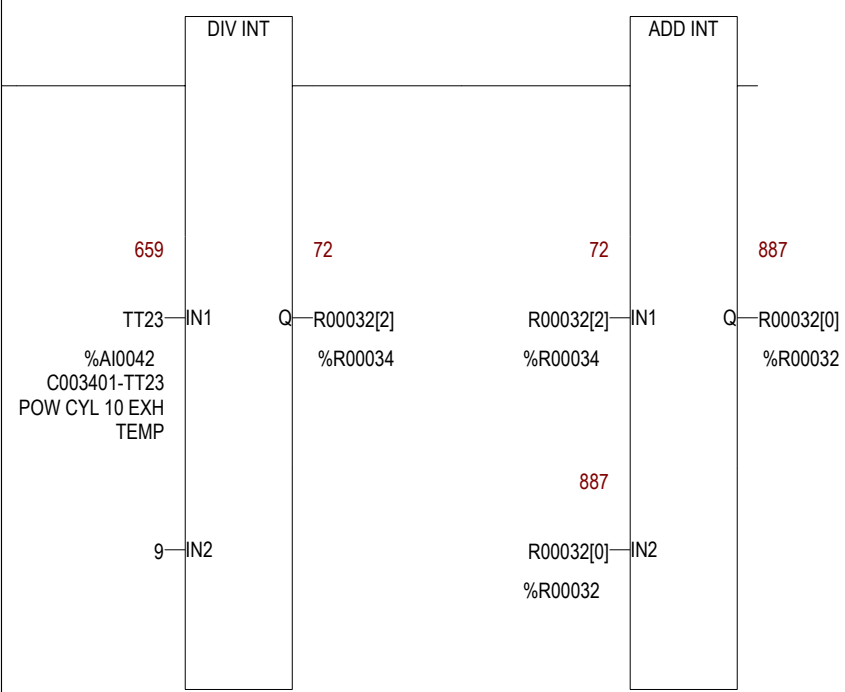 DIV INT
ADD INT
659
72
72
887
TT23
IN1
Q
R00032[2]
R00032[2]
IN1
Q
R00032[0]
%AI0042
%R00034
%R00034
%R00032
C003401-TT23
POW CYL 10 EXH
TEMP
887
9
IN2
R00032[0]
IN2
%R00032